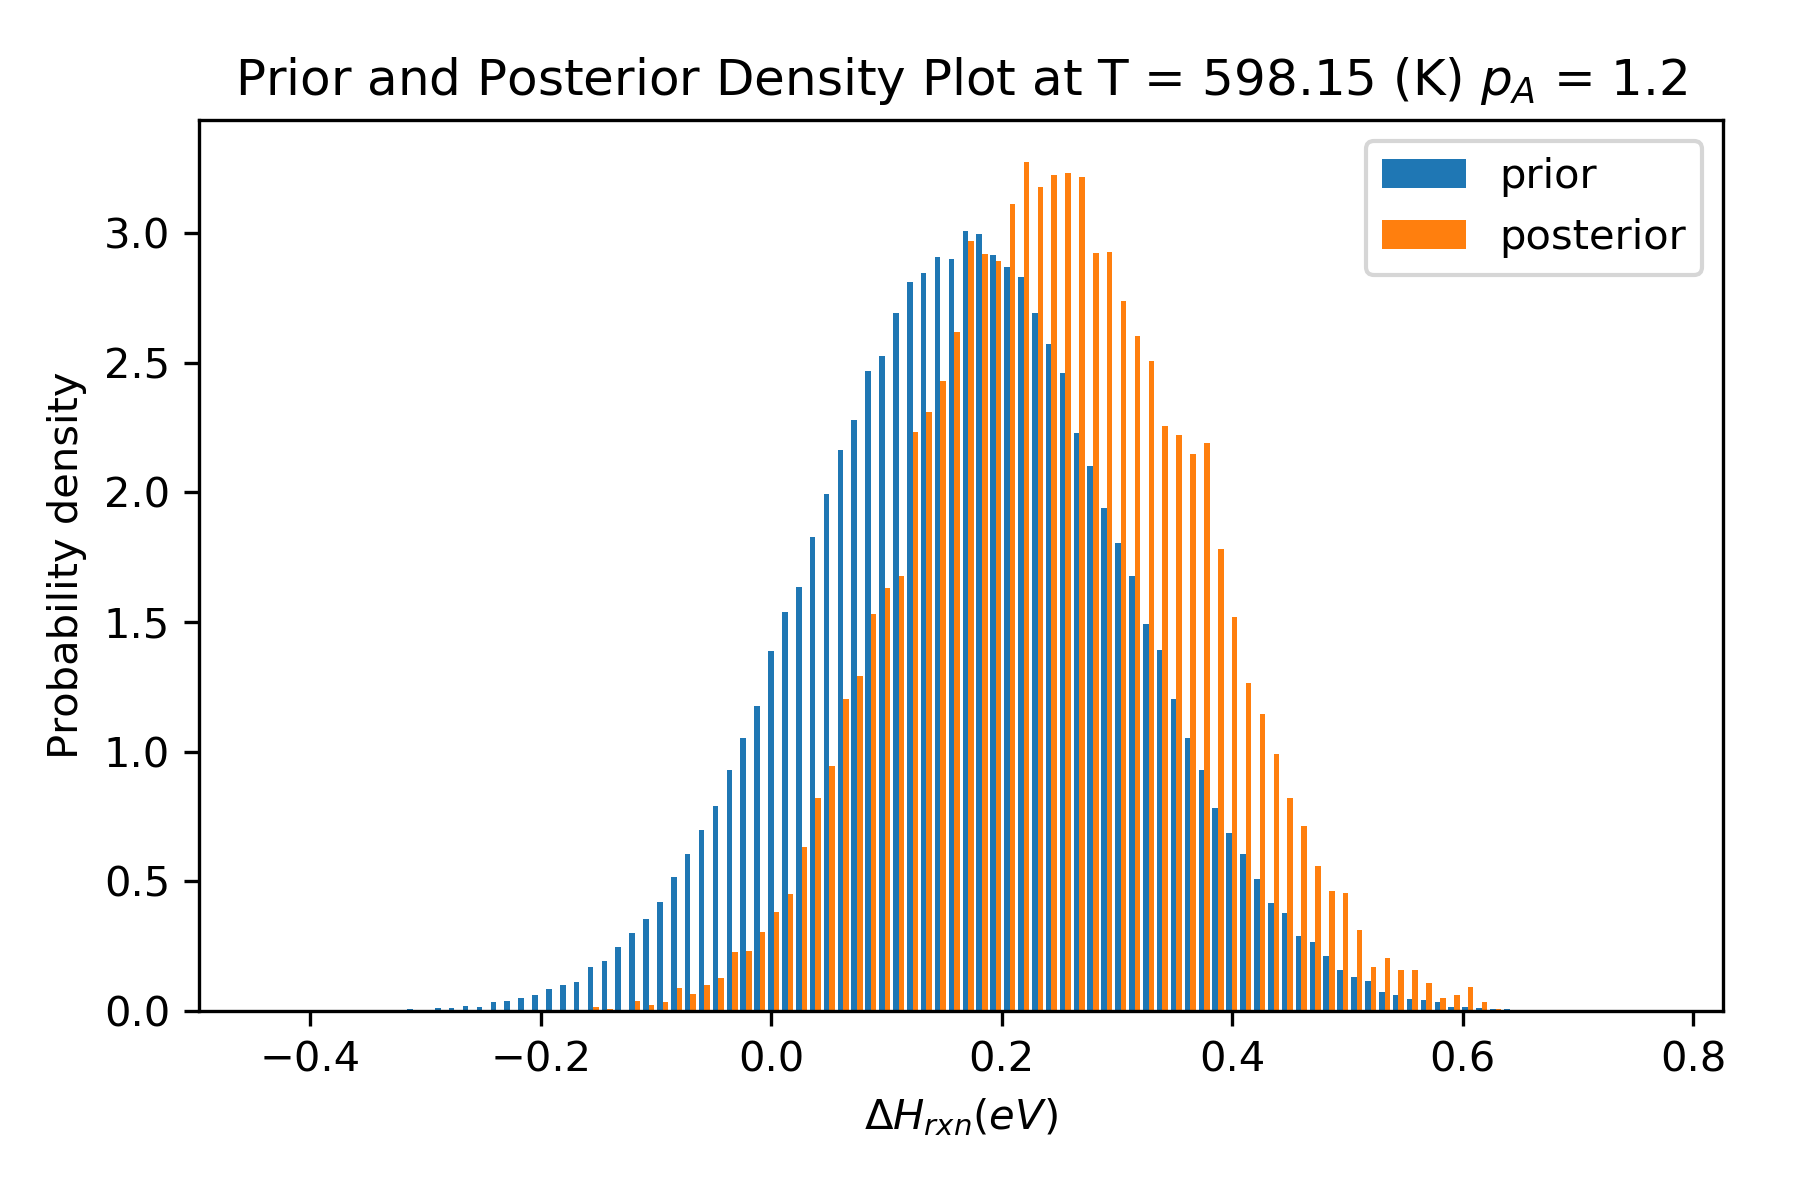 Prior and Posterior Density Plot at T = 598.15 (K) p_A = 1.2
prior
posterior
Probability density
3.0
2.5
2.0
1.5
1.0
0.5
0.0
−0.4 −0.2 0.0 0.2 0.4 0.6 0.8
ΔH_rxn(eV)